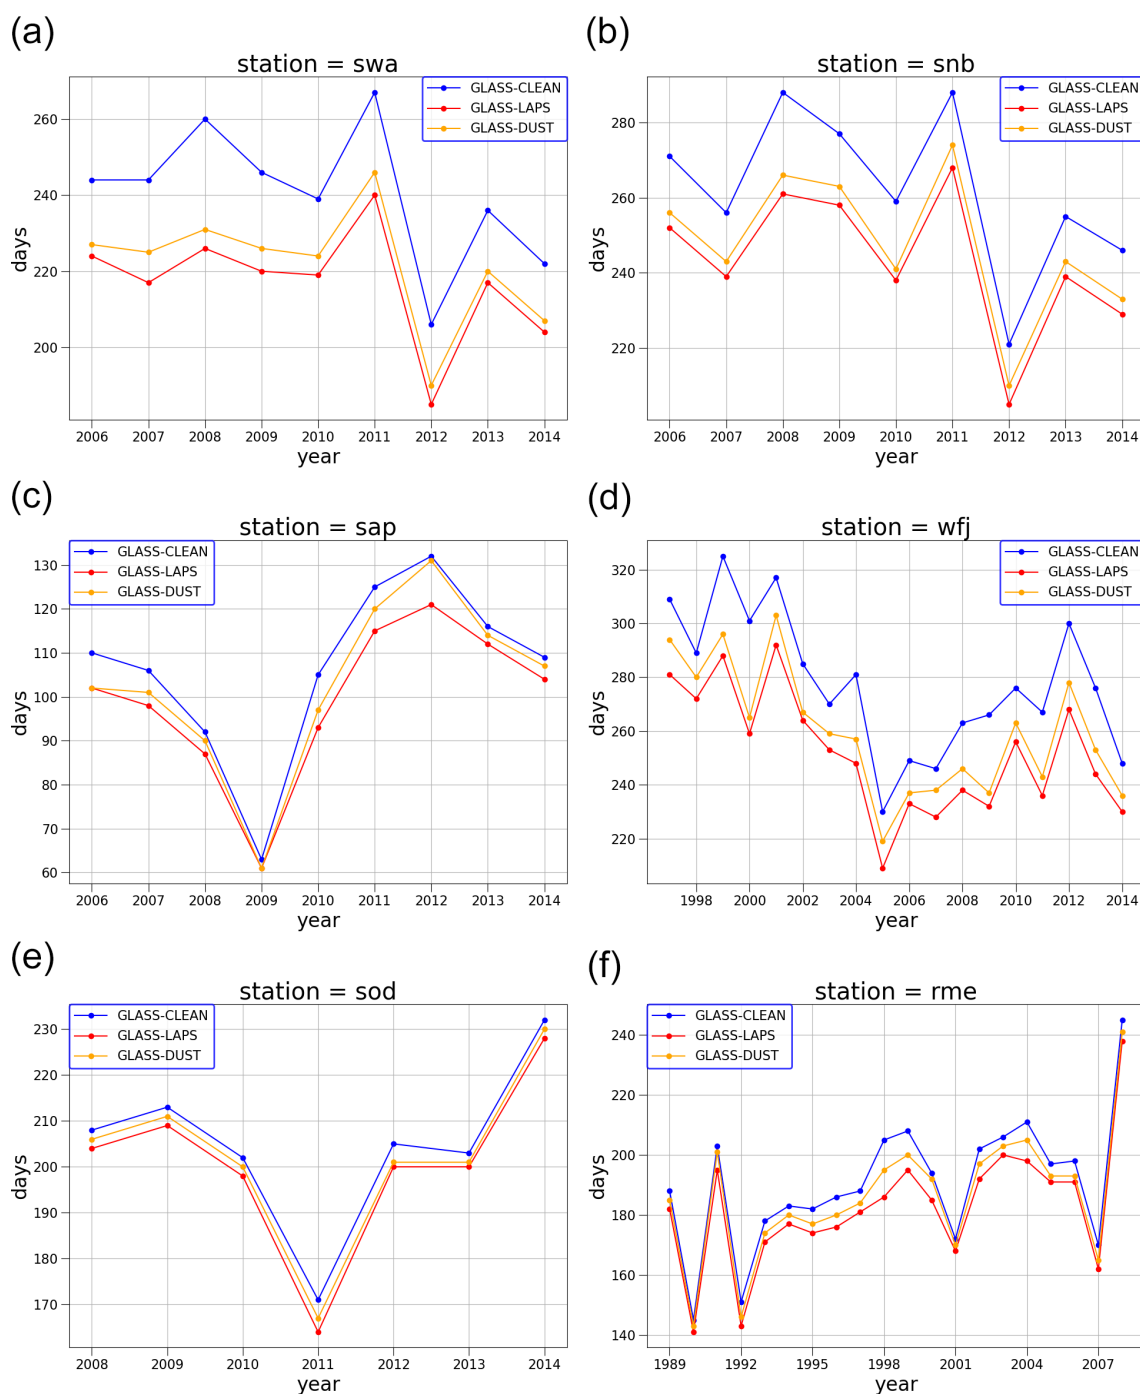 (a)
station = swa
GLASS-CLEAN
GLASS-LAPS
GLASS-DUST
260
240
220
200
days
2006 2007 2008 2009 2010 2011 2012 2013 2014
year
(b)
station = snb
GLASS-CLEAN
GLASS-LAPS
GLASS-DUST
280
260
240
220
days
2006 2007 2008 2009 2010 2011 2012 2013 2014
year
(c)
station = sap
GLASS-CLEAN
GLASS-LAPS
GLASS-DUST
130
120
110
100
90
80
70
60
days
2006 2007 2008 2009 2010 2011 2012 2013 2014
year
(d)
station = wfj
GLASS-CLEAN
GLASS-LAPS
GLASS-DUST
320
300
280
260
240
220
days
1998 2000 2002 2004 2006 2008 2010 2012 2014
year
(e)
station = sod
GLASS-CLEAN
GLASS-LAPS
GLASS-DUST
230
220
210
200
190
180
170
days
2008 2009 2010 2011 2012 2013 2014
year
(f)
station = rme
GLASS-CLEAN
GLASS-LAPS
GLASS-DUST
240
220
200
180
160
140
days
1989 1992 1995 1998 2001 2004 2007
year